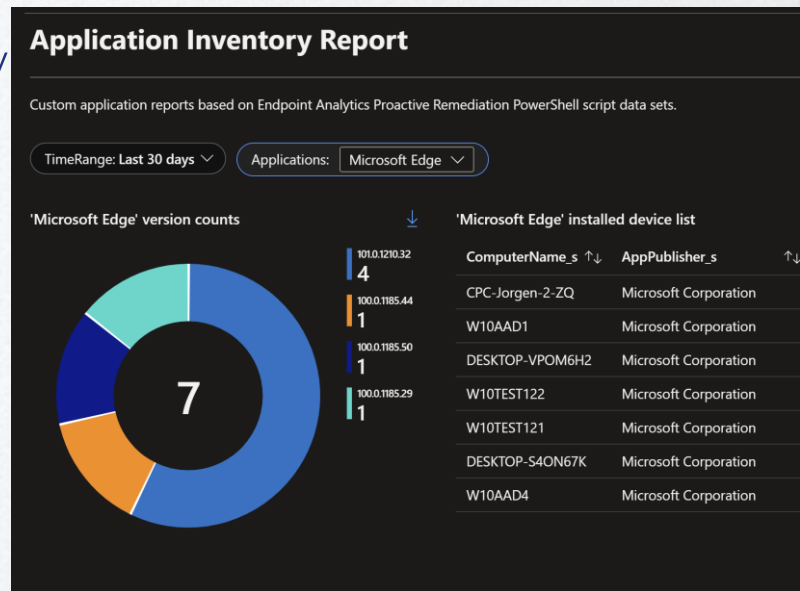 Application Inventory Report
Custom application reports based on Endpoint Analytics Proactive Remediation PowerShell script data sets.
TimeRange: Last 30 days
Applications: Microsoft Edge
'Microsoft Edge' version counts
101.0.1210.32
4
100.0.1185.44
1
100.0.1185.50
1
100.0.1185.29
1
7
'Microsoft Edge' installed device list
ComputerName_s AppPublisher_s
CPC-Jorgen-2-ZQ Microsoft Corporation
W10AAD1 Microsoft Corporation
DESKTOP-VPOM6H2 Microsoft Corporation
W10TEST122 Microsoft Corporation
W10TEST121 Microsoft Corporation
DESKTOP-S4ON67K Microsoft Corporation
W10AAD4 Microsoft Corporation